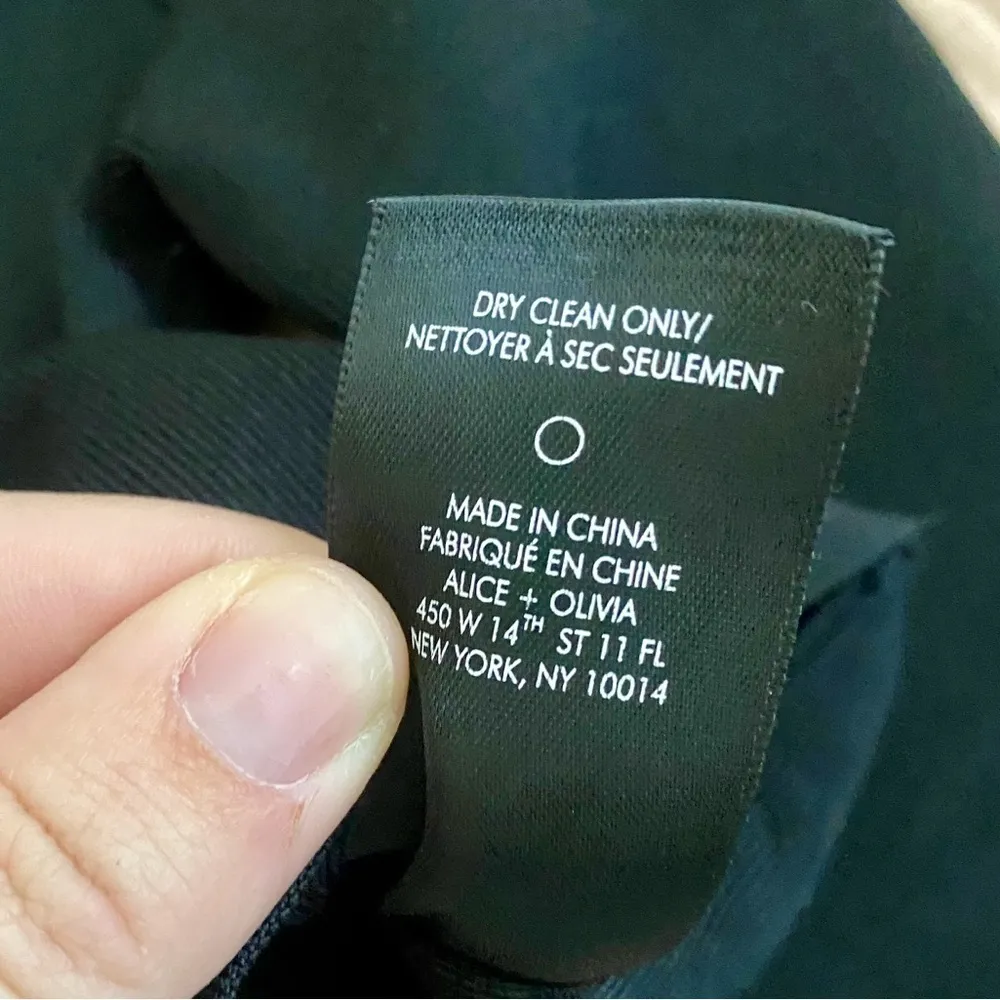 DRY CLEAN ONLY/
NETTOYER À SEC SEULEMENT
MADE IN CHINA
FABRIQUÉ EN CHINE
ALICE + OLIVIA
450 W 14TH ST 11 FL
NEW YORK, NY 10014